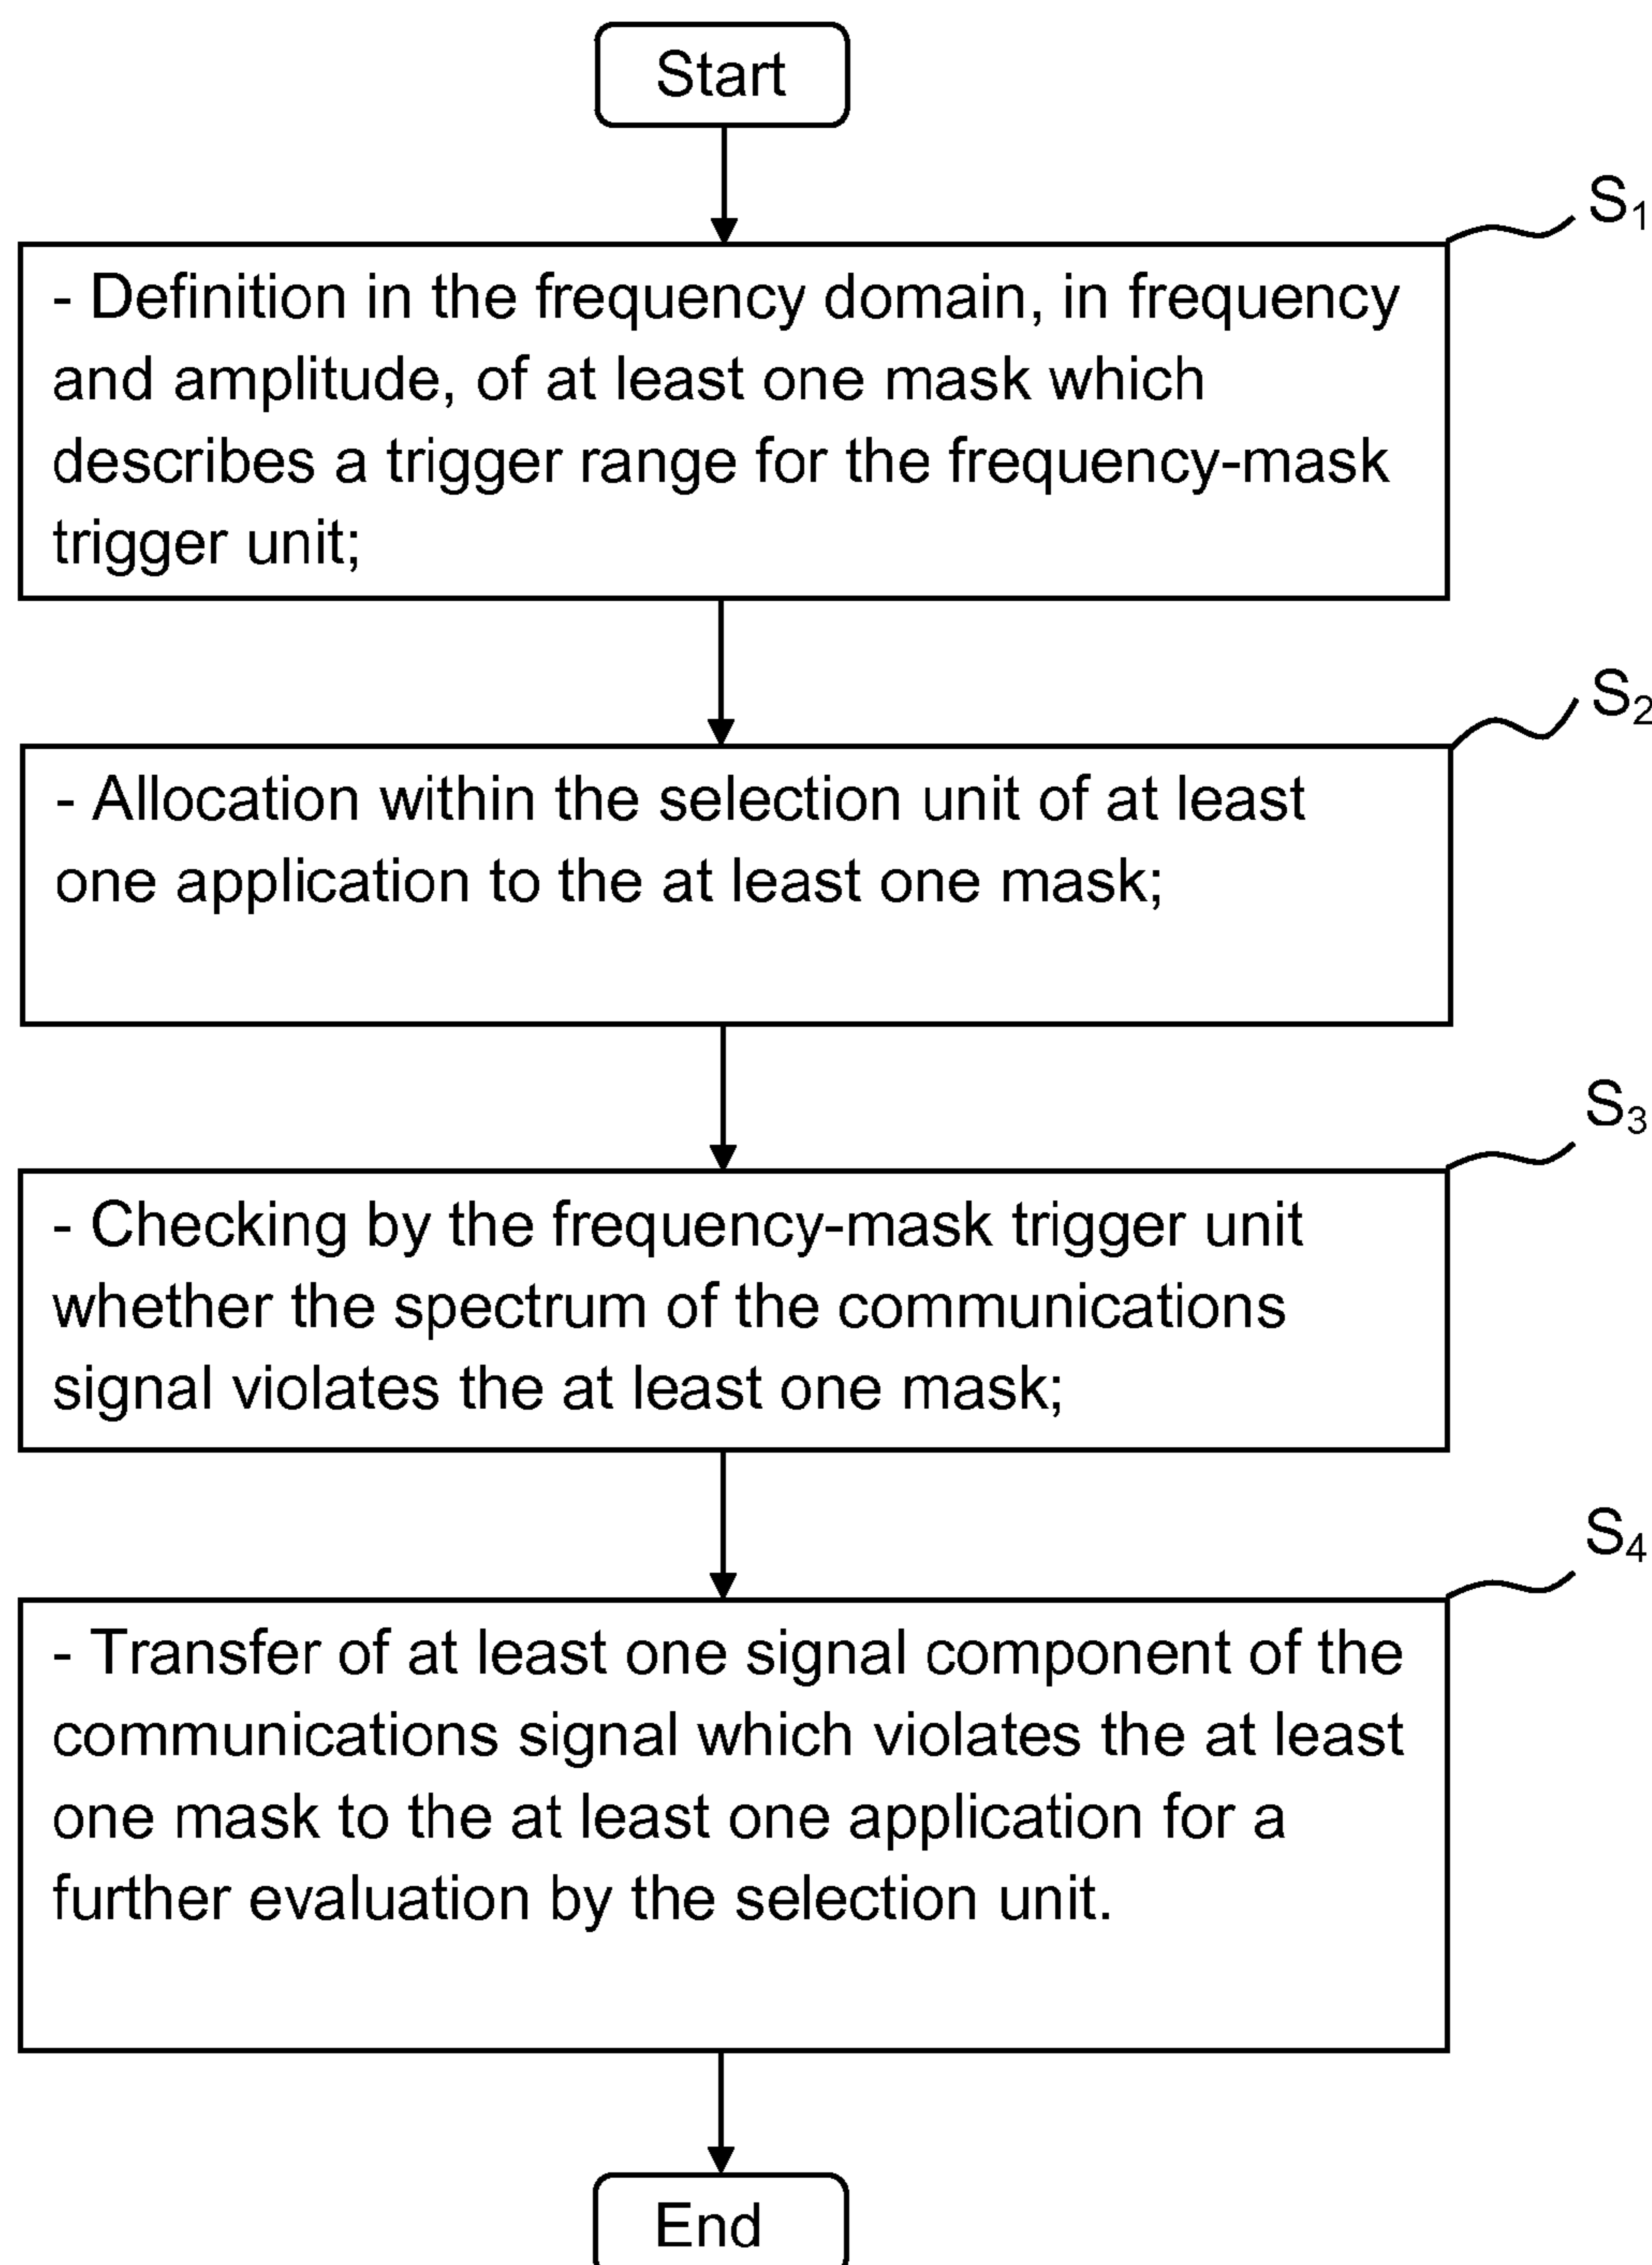 Start
S₁
- Definition in the frequency domain, in frequency
and amplitude, of at least one mask which
describes a trigger range for the frequency-mask
trigger unit;
S₂
- Allocation within the selection unit of at least
one application to the at least one mask;
S₃
- Checking by the frequency-mask trigger unit
whether the spectrum of the communications
signal violates the at least one mask;
S₄
- Transfer of at least one signal component of the
communications signal which violates the at least
one mask to the at least one application for a
further evaluation by the selection unit.
End